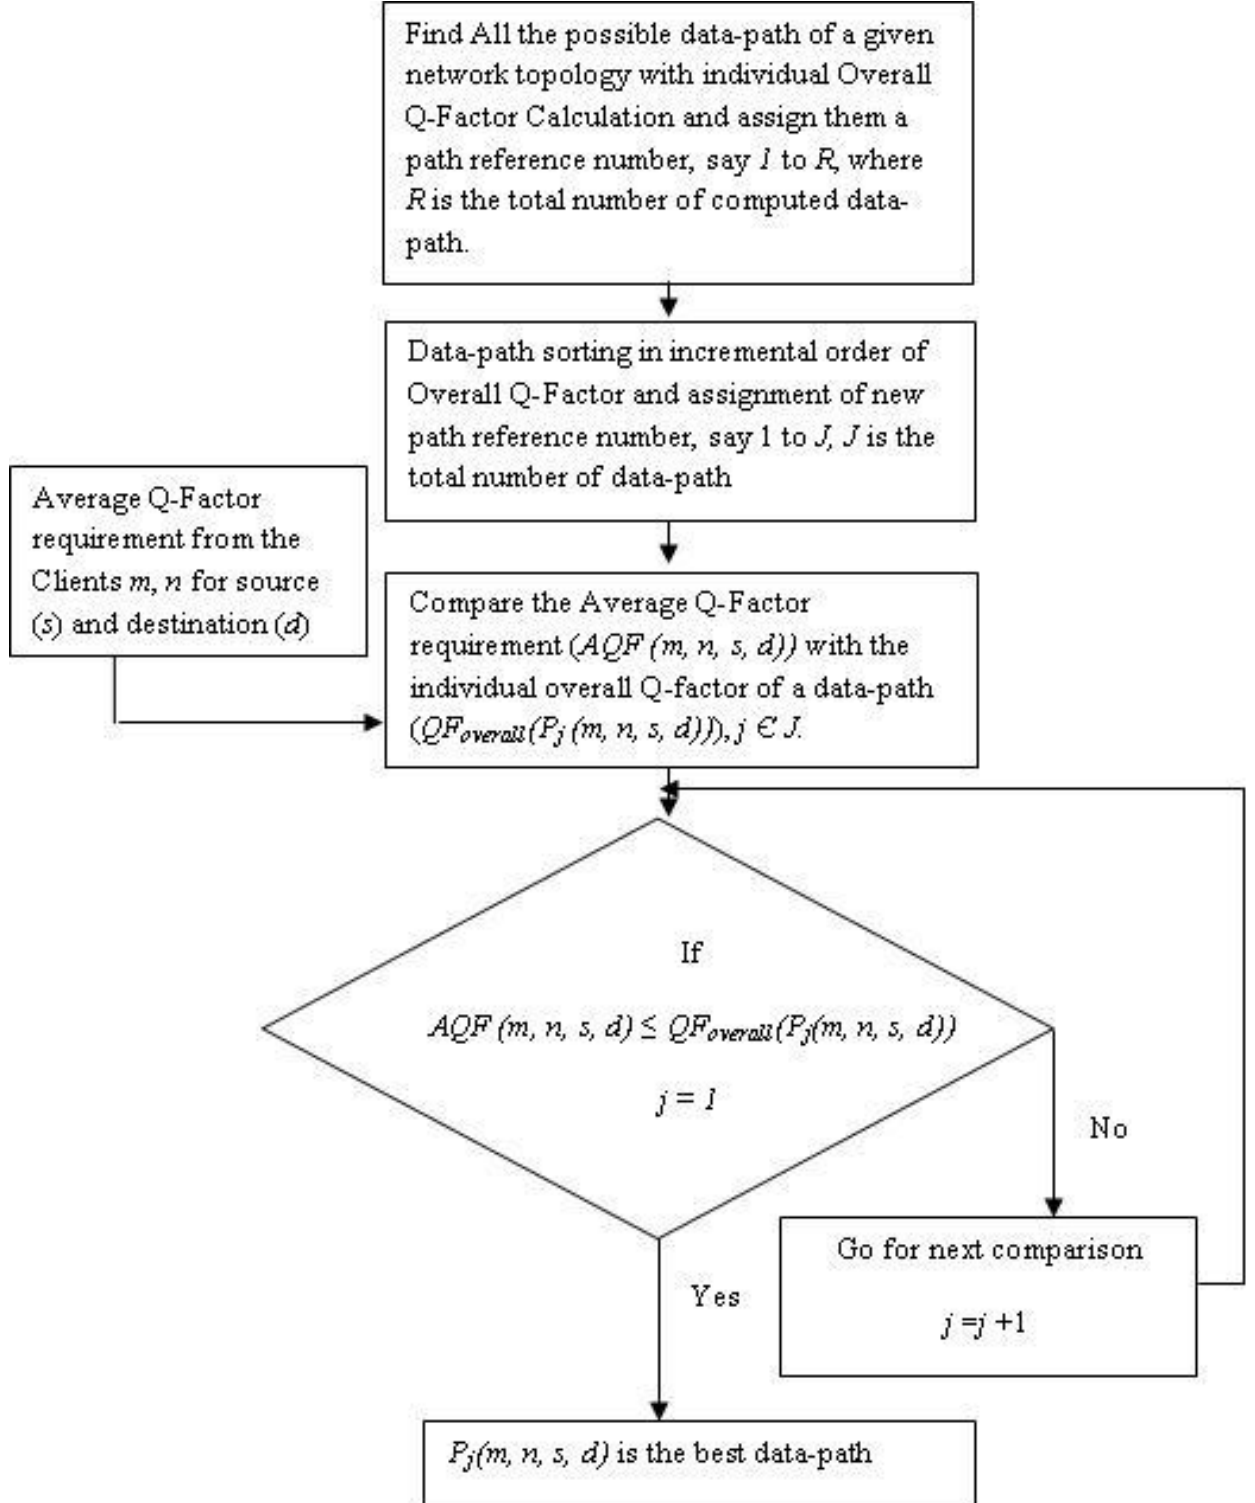 Find All the possible data-path of a given
network topology with individual Overall
Q-Factor Calculation and assign them a
path reference number, say 1 to R, where
R is the total number of computed data-
path.
Data-path sorting in incremental order of
Overall Q-Factor and assignment of new
path reference number, say 1 to J, J is the
total number of data-path
Average Q-Factor
requirement from the
Clients m, n for source
(s) and destination (d)
Compare the Average Q-Factor
requirement (AQF (m, n, s, d)) with the
individual overall Q-factor of a data-path
(QFoverall(Pj (m, n, s, d))), j Є J.
If
AQF (m, n, s, d) ≤ QFoverall(Pj(m, n, s, d))
j = 1
No
Go for next comparison
j =j +1
Yes
Pj(m, n, s, d) is the best data-path